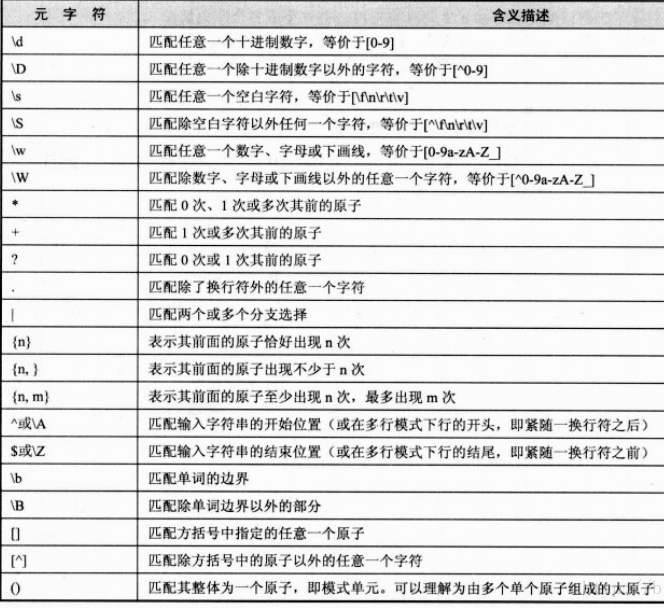 元 字 符 含义描述
\d 匹配任意一个十进制数字，等价于[0-9]
\D 匹配任意一个除十进制数字以外的字符，等价于[^0-9]
\s 匹配任意一个空白字符，等价于[\f\n\r\t\v]
\S 匹配除空白字符以外任何一个字符，等价于[^\f\n\r\t\v]
\w 匹配任意一个数字、字母或下画线，等价于[0-9a-zA-Z_]
\W 匹配除数字、字母或下画线以外的任意一个字符，等价于[^0-9a-zA-Z_]
* 匹配 0 次、1 次或多次其前的原子
+ 匹配 1 次或多次其前的原子
? 匹配 0 次或 1 次其前的原子
. 匹配除了换行符外的任意一个字符
| 匹配两个或多个分支选择
{n} 表示其前面的原子恰好出现 n 次
{n, } 表示其前面的原子出现不少于 n 次
{n, m} 表示其前面的原子至少出现 n 次，最多出现 m 次
^或\A 匹配输入字符串的开始位置（或在多行模式下行的开头，即紧随一换行符之后）
$或\Z 匹配输入字符串的结束位置（或在多行模式下行的结尾，即紧随一换行符之前）
\b 匹配单词的边界
\B 匹配除单词边界以外的部分
[] 匹配方括号中指定的任意一个原子
[^] 匹配除方括号中的原子以外的任意一个字符
() 匹配其整体为一个原子，即模式单元。可以理解为由多个单个原子组成的大原子